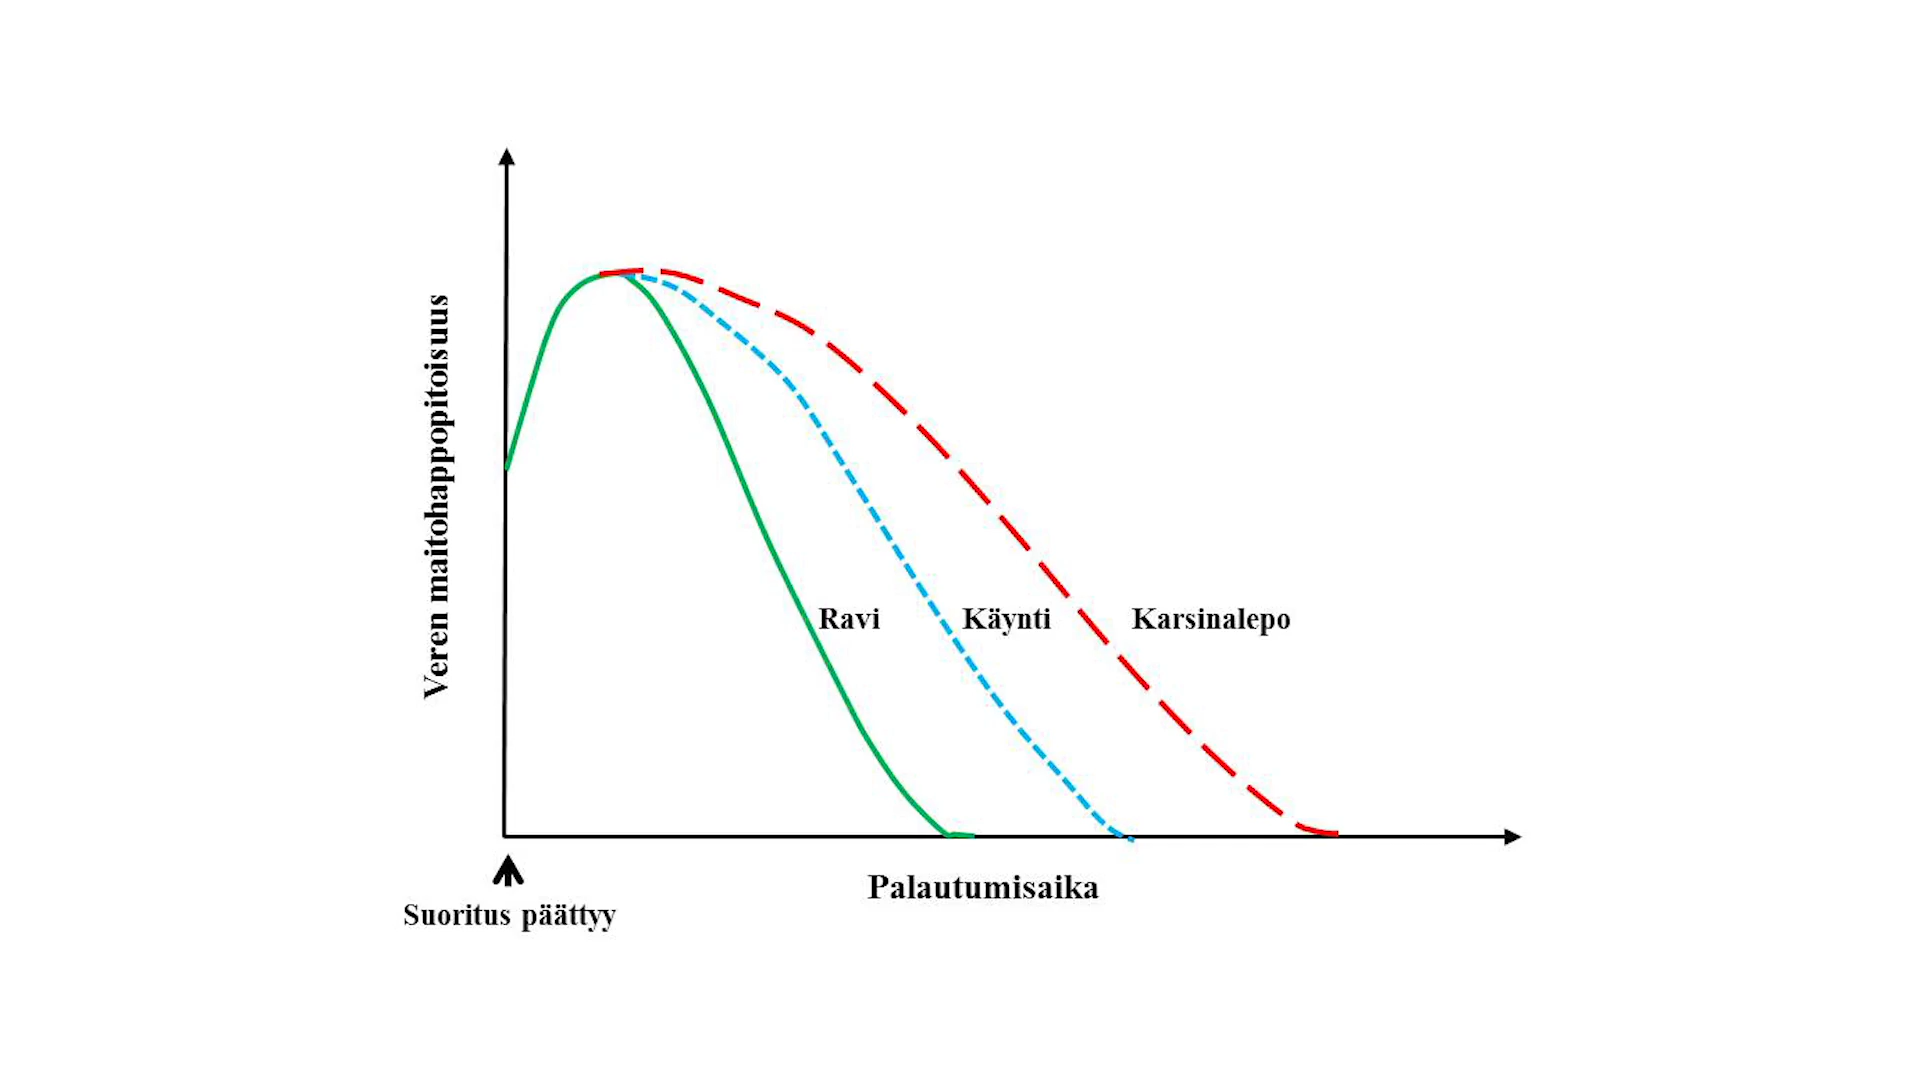 Veren maitohappopitoisuus
Ravi
Käynti
Karsinalepo
Palautumisaika
Suoritus päättyy